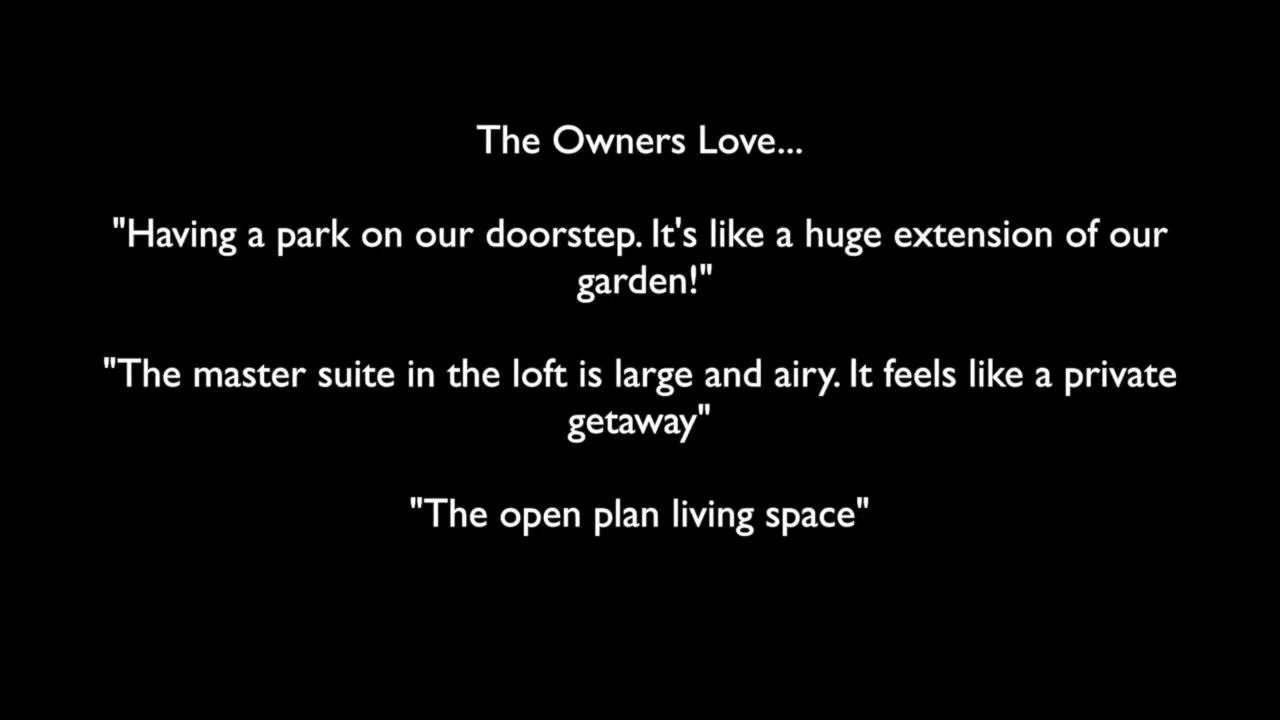 The Owners Love...
"Having a park on our doorstep. It's like a huge extension of our
garden!"
"The master suite in the loft is large and airy. It feels like a private
getaway"
"The open plan living space"